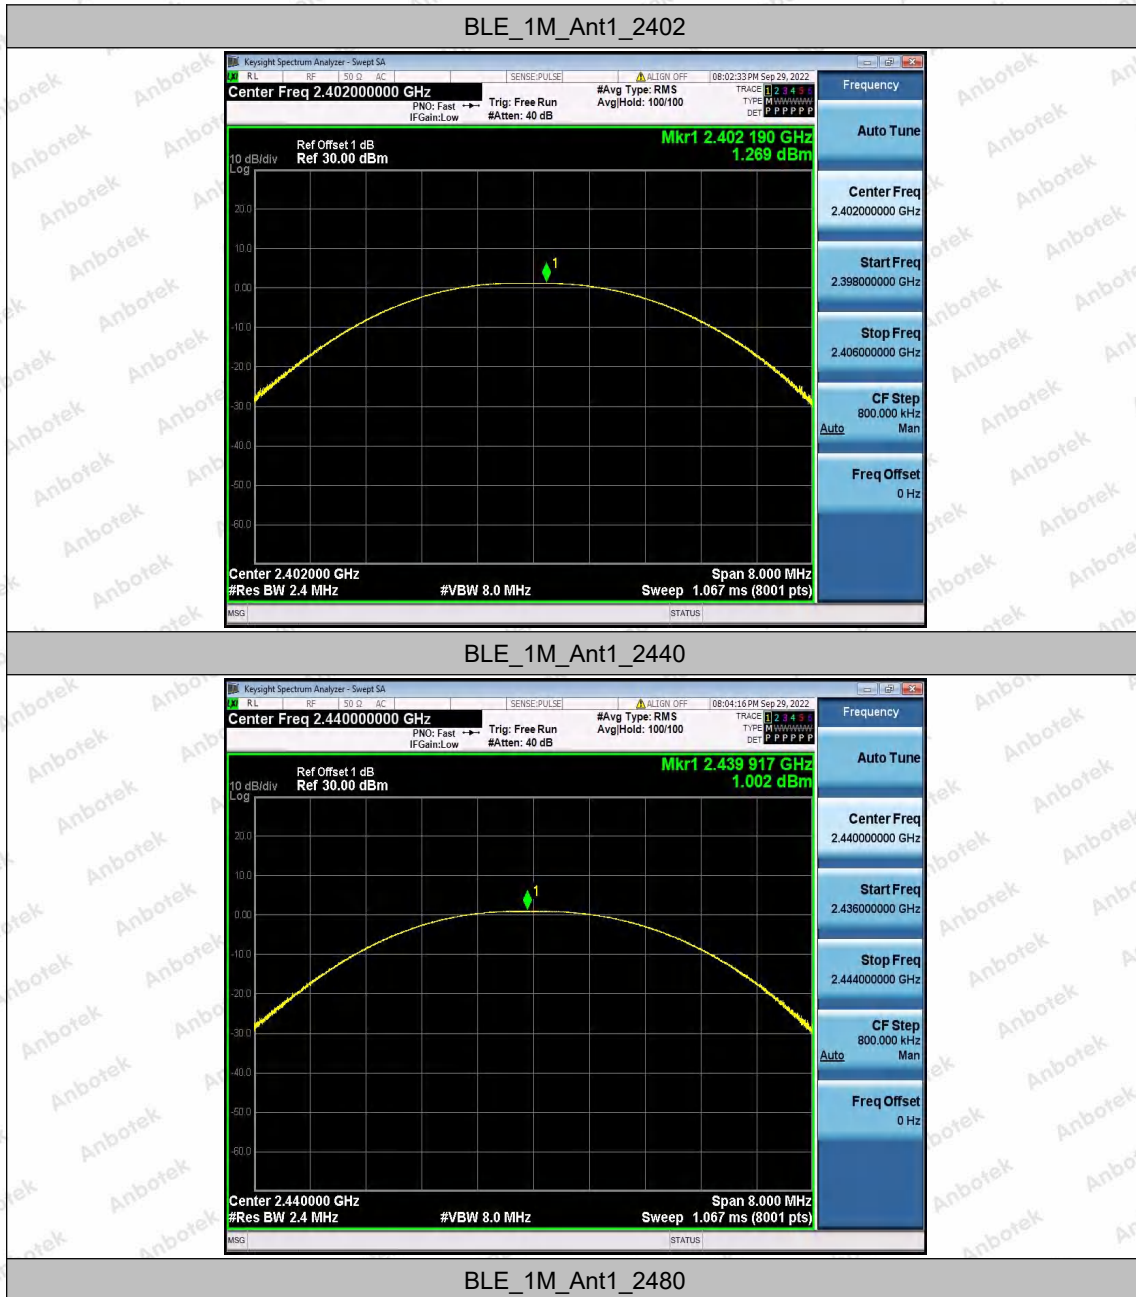 BLE_1M_Ant1_2402
Keysight Spectrum Analyzer - Swept SA
RL RF 50 Ω AC SENSE:PULSE ALIGN OFF 08:02:33 PM Sep 29, 2022
Center Freq 2.402000000 GHz
PNO: Fast
IFGain:Low
Trig: Free Run
#Atten: 40 dB
#Avg Type: RMS
Avg|Hold: 100/100
TRACE 1 2 3 4 5 6
TYPE M W W W W W
DET P P P P P P
Ref Offset 1 dB
10 dB/div Ref 30.00 dBm
Log
Mkr1 2.402 190 GHz
1.269 dBm
20.0
10.0
0.00
-10.0
-20.0
-30.0
-40.0
-50.0
-60.0
1
Center 2.402000 GHz Span 8.000 MHz
#Res BW 2.4 MHz #VBW 8.0 MHz Sweep 1.067 ms (8001 pts)
MSG STATUS
Frequency
Auto Tune
Center Freq
2.402000000 GHz
Start Freq
2.398000000 GHz
Stop Freq
2.406000000 GHz
CF Step
800.000 kHz
Auto Man
Freq Offset
0 Hz
BLE_1M_Ant1_2440
Keysight Spectrum Analyzer - Swept SA
RL RF 50 Ω AC SENSE:PULSE ALIGN OFF 08:04:16 PM Sep 29, 2022
Center Freq 2.440000000 GHz
PNO: Fast
IFGain:Low
Trig: Free Run
#Atten: 40 dB
#Avg Type: RMS
Avg|Hold: 100/100
TRACE 1 2 3 4 5 6
TYPE M W W W W W
DET P P P P P P
Ref Offset 1 dB
10 dB/div Ref 30.00 dBm
Log
Mkr1 2.439 917 GHz
1.002 dBm
20.0
10.0
0.00
-10.0
-20.0
-30.0
-40.0
-50.0
-60.0
1
Center 2.440000 GHz Span 8.000 MHz
#Res BW 2.4 MHz #VBW 8.0 MHz Sweep 1.067 ms (8001 pts)
MSG STATUS
Frequency
Auto Tune
Center Freq
2.440000000 GHz
Start Freq
2.436000000 GHz
Stop Freq
2.444000000 GHz
CF Step
800.000 kHz
Auto Man
Freq Offset
0 Hz
BLE_1M_Ant1_2480
Anbotek